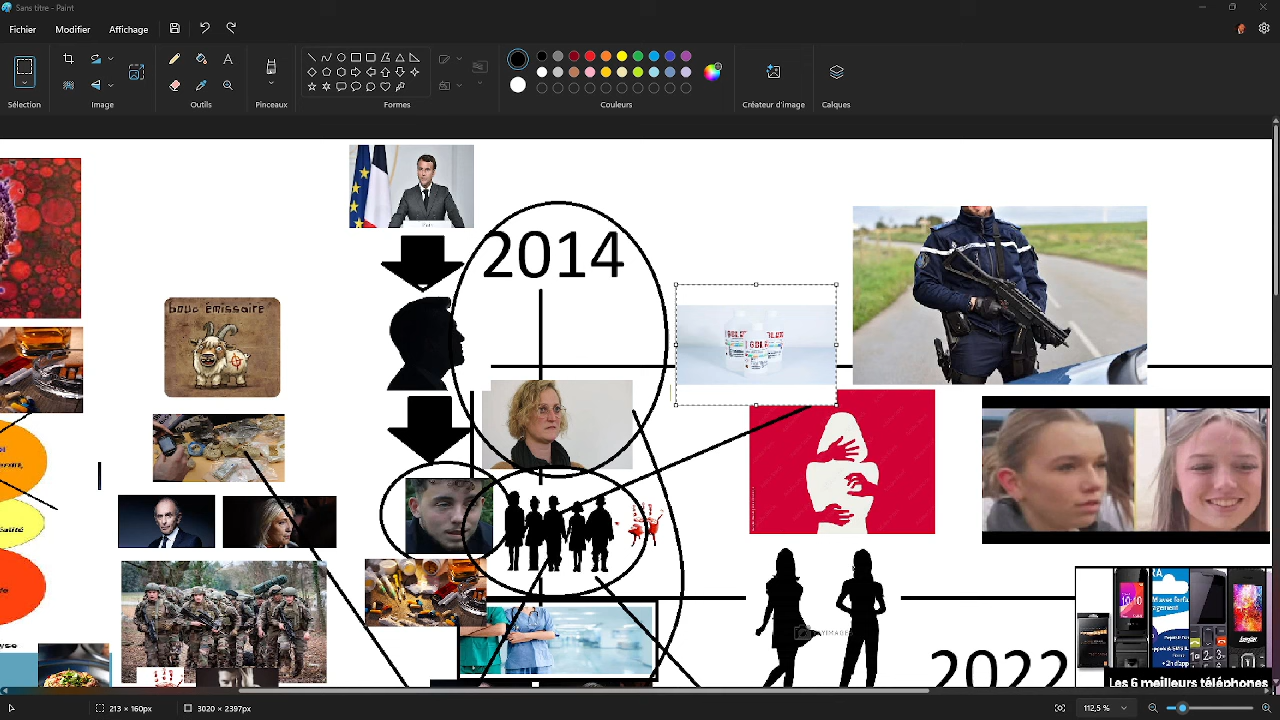 Sans titre - Paint
Fichier Modifier Affichage
Sélection Image Outils Pinceaux Formes Couleurs Créateur d'image Calques
2014
bouc émissaire
2022
Les 6 meilleurs téléphones
213 × 160px 3020 × 2397px 112,5 %